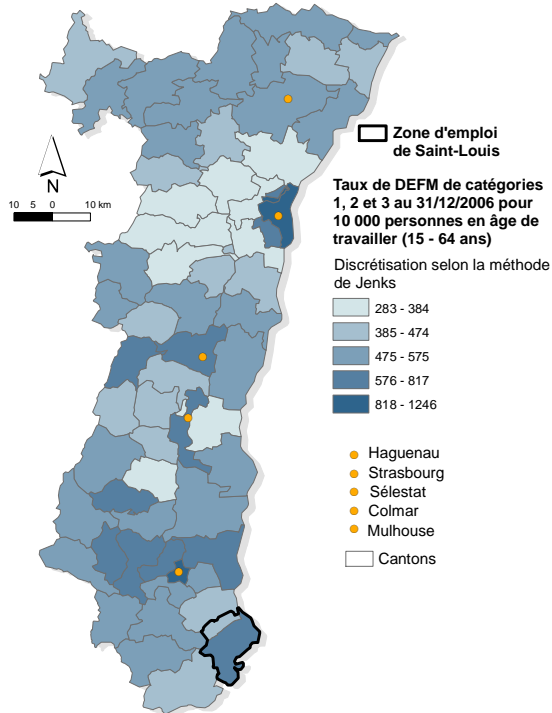 N
10 5 0 10 km
Zone d'emploi
de Saint-Louis
Taux de DEFM de catégories
1, 2 et 3 au 31/12/2006 pour
10 000 personnes en âge de
travailler (15 - 64 ans)
Discrétisation selon la méthode
de Jenks
283 - 384
385 - 474
475 - 575
576 - 817
818 - 1246
Haguenau
Strasbourg
Sélestat
Colmar
Mulhouse
Cantons